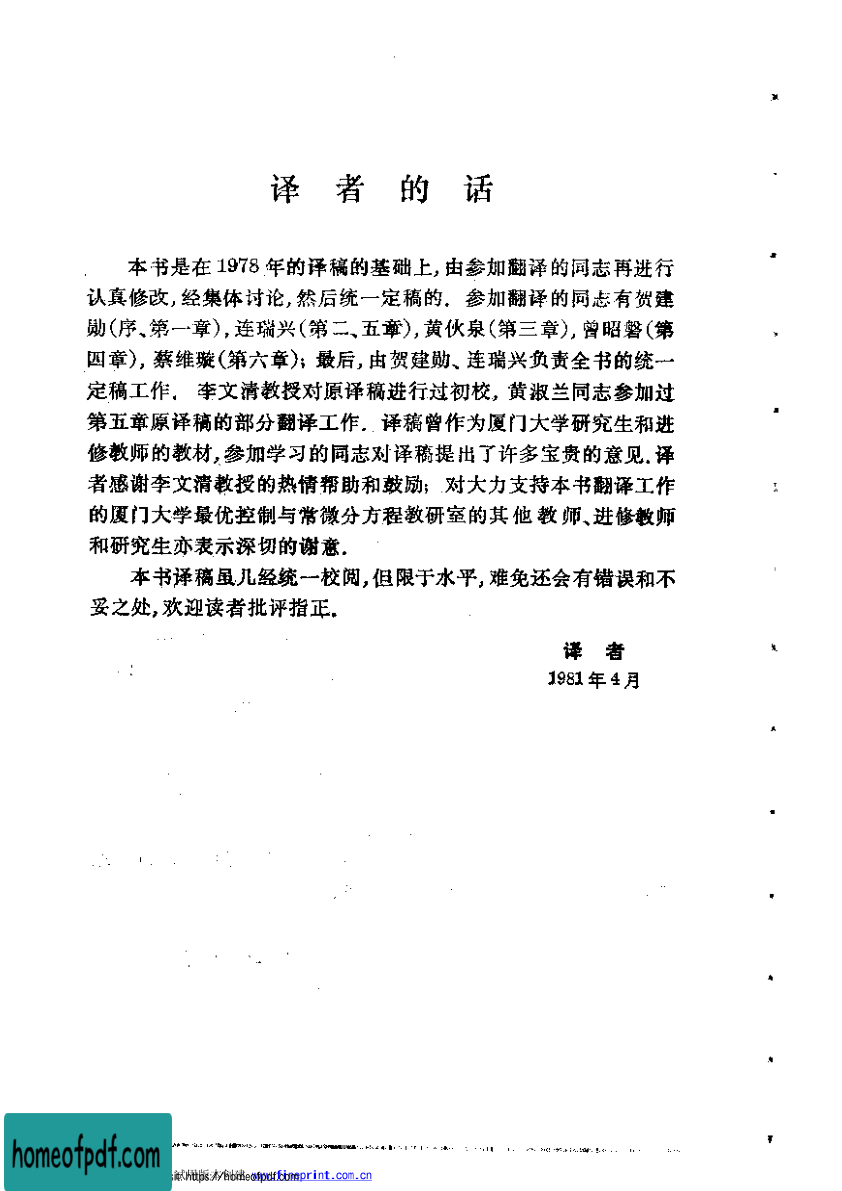 译者的话
本书是在1978年的译稿的基础上,由参加翻译的同志再进行
认真修改,经集体讨论,然后统一定稿的. 参加翻译的同志有贺建
勋(序、第一章),连瑞兴(第二、五章),黄伙泉(第三章),曾昭磐(第
四章),蔡维璇(第六章);最后,由贺建勋、连瑞兴负责全书的统一
定稿工作. 李文清教授对原译稿进行过初校,黄淑兰同志参加过
第五章原译稿的部分翻译工作. 译稿曾作为厦门大学研究生和进
修教师的教材,参加学习的同志对译稿提出了许多宝贵的意见.译
者感谢李文清教授的热情帮助和鼓励;对大力支持本书翻译工作
的厦门大学最优控制与常微分方程教研室的其他教师、进修教师
和研究生亦表示深切的谢意.
本书译稿虽几经统一校阅,但限于水平,难免还会有错误和不
妥之处,欢迎读者批评指正.
译者
1981年4月
homeofpdf.com
https://homeofpdf.com